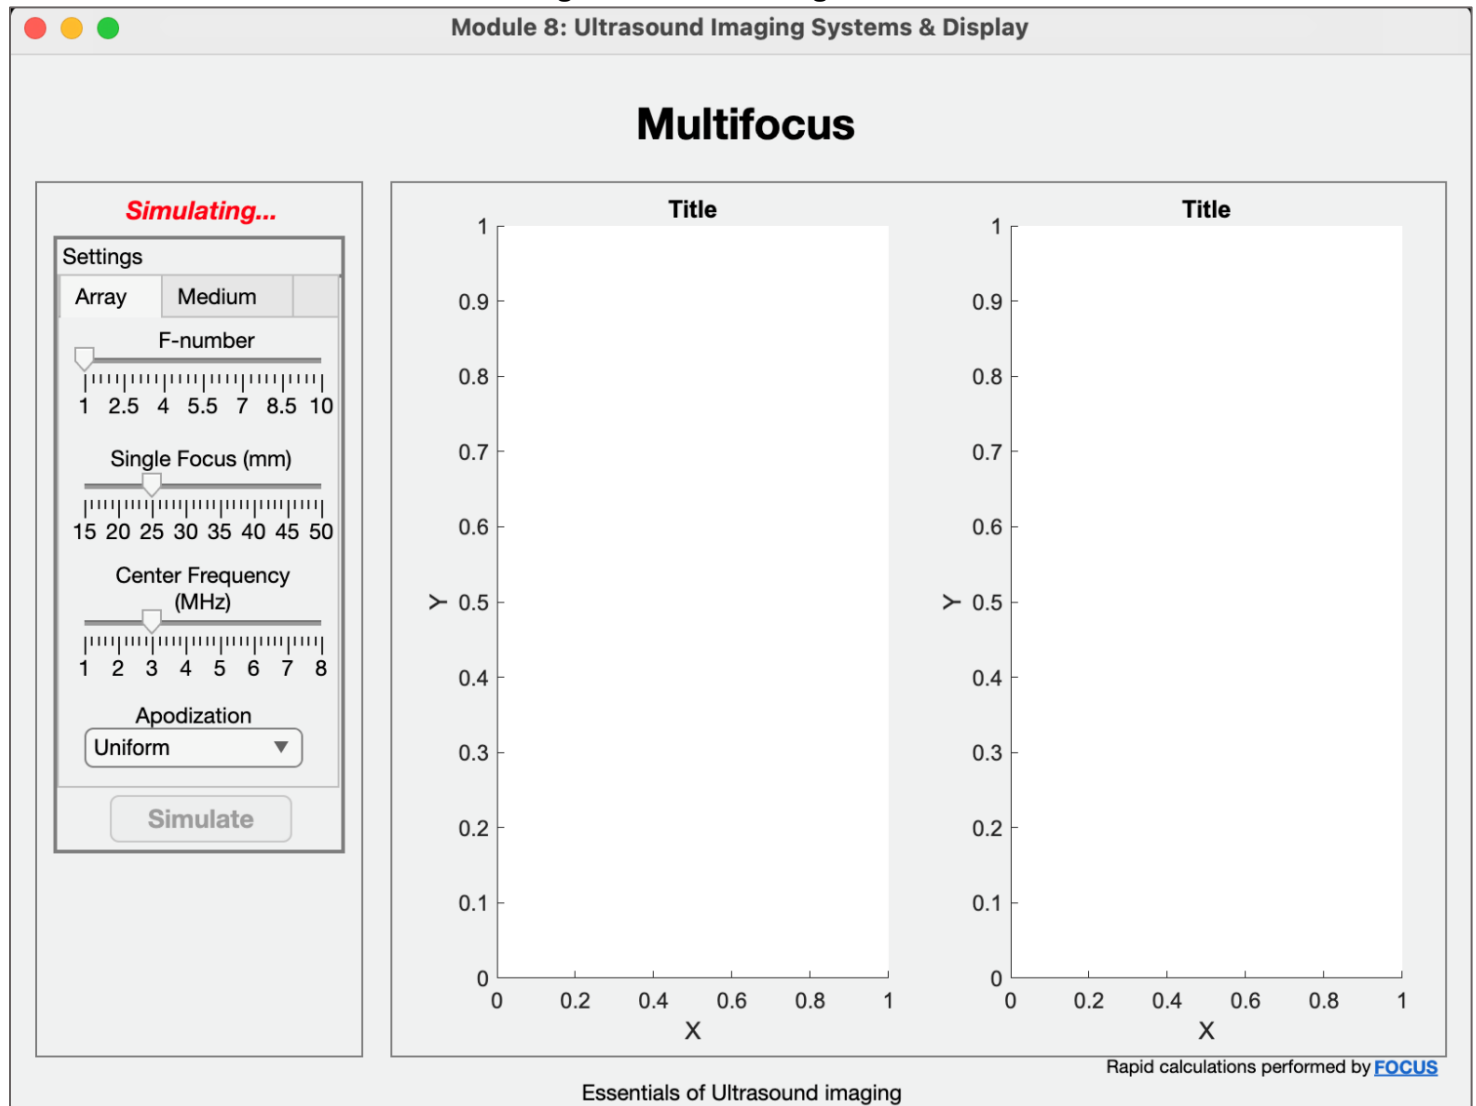 Module 8: Ultrasound Imaging Systems & Display
Multifocus
Simulating...
Settings
Array Medium
F-number
1 2.5 4 5.5 7 8.5 10
Single Focus (mm)
15 20 25 30 35 40 45 50
Center Frequency
(MHz)
1 2 3 4 5 6 7 8
Apodization
Uniform
Simulate
Title
1
0.9
0.8
0.7
0.6
0.5
0.4
0.3
0.2
0.1
0
Y
0 0.2 0.4 0.6 0.8 1
X
Title
1
0.9
0.8
0.7
0.6
0.5
0.4
0.3
0.2
0.1
0
Y
0 0.2 0.4 0.6 0.8 1
X
Rapid calculations performed by FOCUS
Essentials of Ultrasound imaging